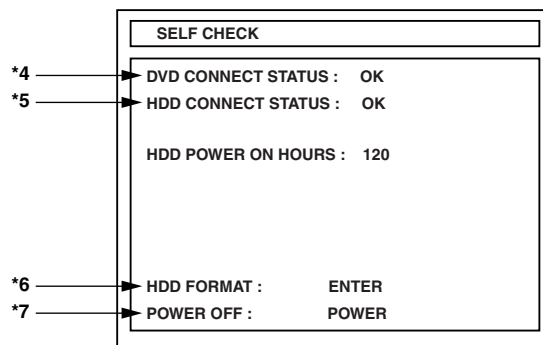 SELF CHECK
*4 DVD CONNECT STATUS : OK
*5 HDD CONNECT STATUS : OK
HDD POWER ON HOURS : 120
*6 HDD FORMAT : ENTER
*7 POWER OFF : POWER